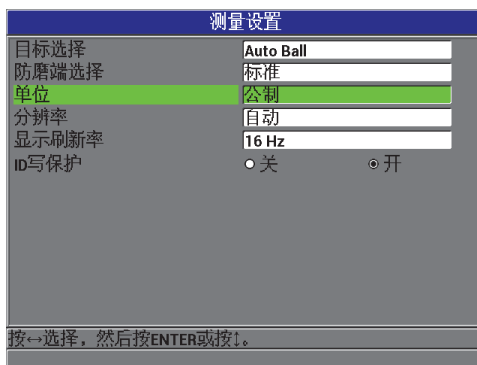 测量设置
目标选择 Auto Ball
防磨端选择 标准
单位 公制
分辨率 自动
显示刷新率 16 Hz
ID写保护 关 开
按↔选择，然后按ENTER或按↕。